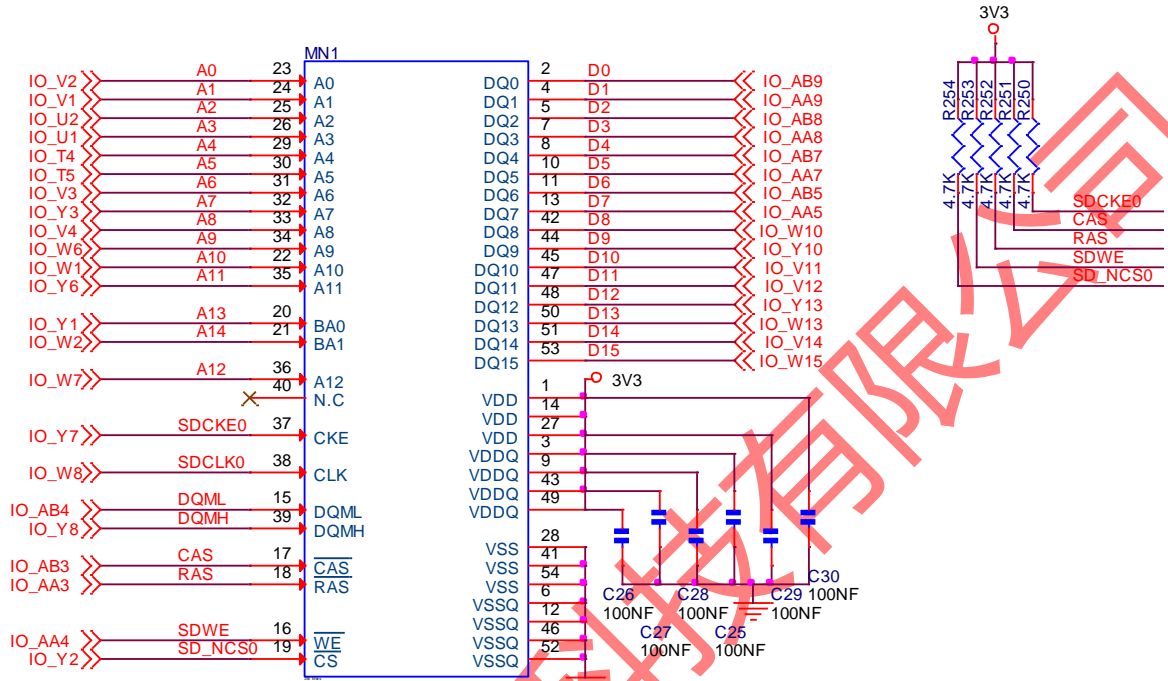 3V3
MN1
IO_V2 A0 23 A0 DQ0 2 D0 IO_AB9
IO_V1 A1 24 A1 DQ1 4 D1 IO_AA9
IO_U2 A2 25 A2 DQ2 5 D2 IO_AB8
IO_U1 A3 26 A3 DQ3 7 D3 IO_AA8
IO_T4 A4 29 A4 DQ4 8 D4 IO_AB7
IO_T5 A5 30 A5 DQ5 10 D5 IO_AA7
IO_V3 A6 31 A6 DQ6 11 D6 IO_AB5
IO_Y3 A7 32 A7 DQ7 13 D7 IO_AA5
IO_V4 A8 33 A8 DQ8 42 D8 IO_W10
IO_W6 A9 34 A9 DQ9 44 D9 IO_Y10
IO_W1 A10 22 A10 DQ10 45 D10 IO_V11
IO_Y6 A11 35 A11 DQ11 47 D11 IO_V12
DQ12 48 D12 IO_Y13
IO_Y1 A13 20 BA0 DQ13 50 D13 IO_W13
IO_W2 A14 21 BA1 DQ14 51 D14 IO_V14
DQ15 53 D15 IO_W15
IO_W7 A12 36 A12
3V3
40 N.C VDD 1
VDD 14
IO_Y7 SDCKE0 37 CKE VDD 27
VDDQ 3
IO_W8 SDCLK0 38 CLK VDDQ 9
VDDQ 43
IO_AB4 DQML 15 DQML VDDQ 49
IO_Y8 DQMH 39 DQMH
VSS 28
IO_AB3 CAS 17 CAS VSS 41
IO_AA3 RAS 18 RAS VSS 54
VSSQ 6
VSSQ 12
IO_AA4 SDWE 16 WE VSSQ 46
IO_Y2 SD_NCS0 19 CS VSSQ 52
R254 R253 R252 R251 R250
4.7K 4.7K 4.7K 4.7K 4.7K
SDCKE0
CAS
RAS
SDWE
SD_NCS0
C30
100NF
C26 C28 C29
100NF 100NF 100NF
C27 C25
100NF 100NF
科技有限公司